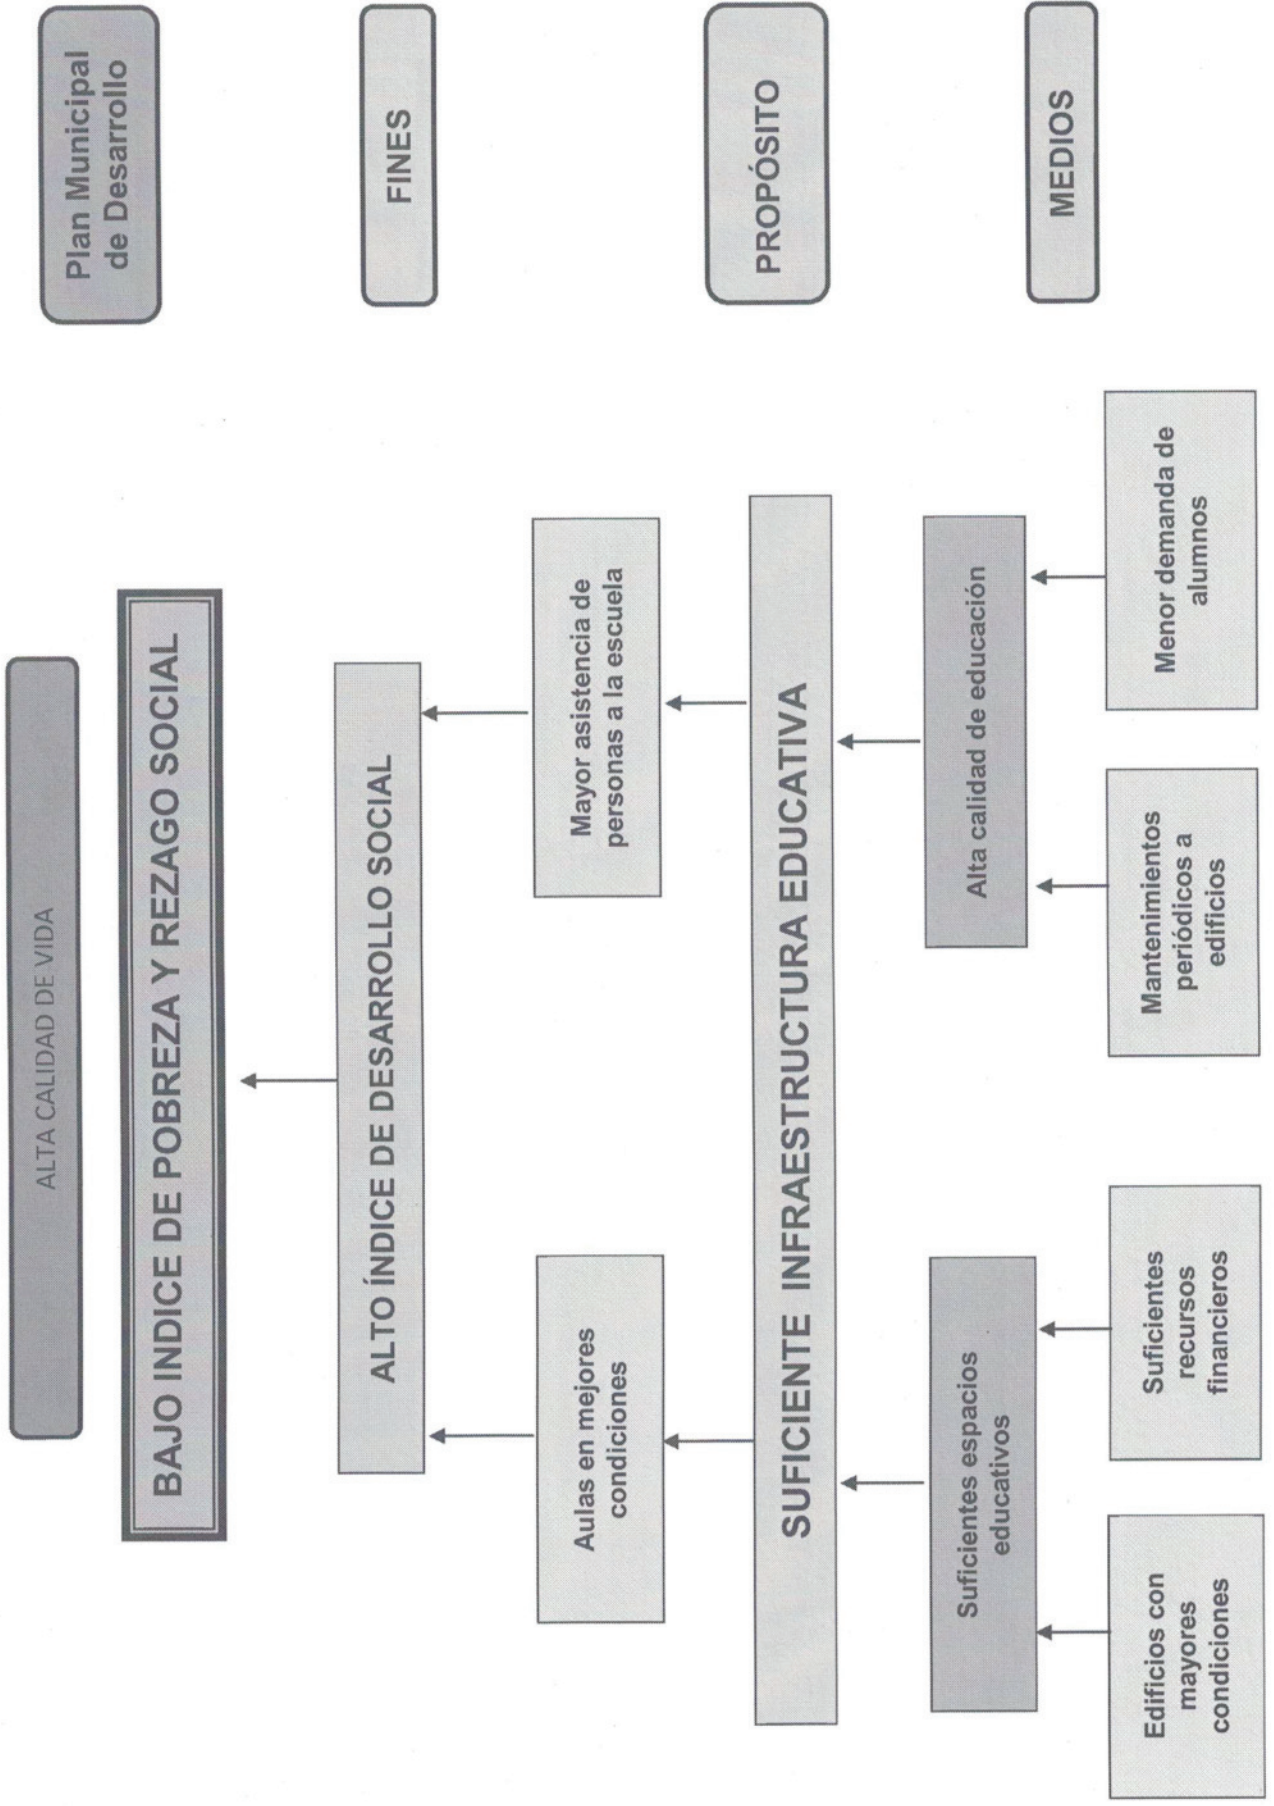 ALTA CALIDAD DE VIDA
Plan Municipal
de Desarrollo
BAJO INDICE DE POBREZA Y REZAGO SOCIAL
ALTO ÍNDICE DE DESARROLLO SOCIAL
FINES
Aulas en mejores
condiciones
Mayor asistencia de
personas a la escuela
SUFICIENTE INFRAESTRUCTURA EDUCATIVA
PROPÓSITO
Suficientes espacios
educativos
Alta calidad de educación
MEDIOS
Edificios con
mayores
condiciones
Suficientes
recursos
financieros
Mantenimientos
periódicos a
edificios
Menor demanda de
alumnos